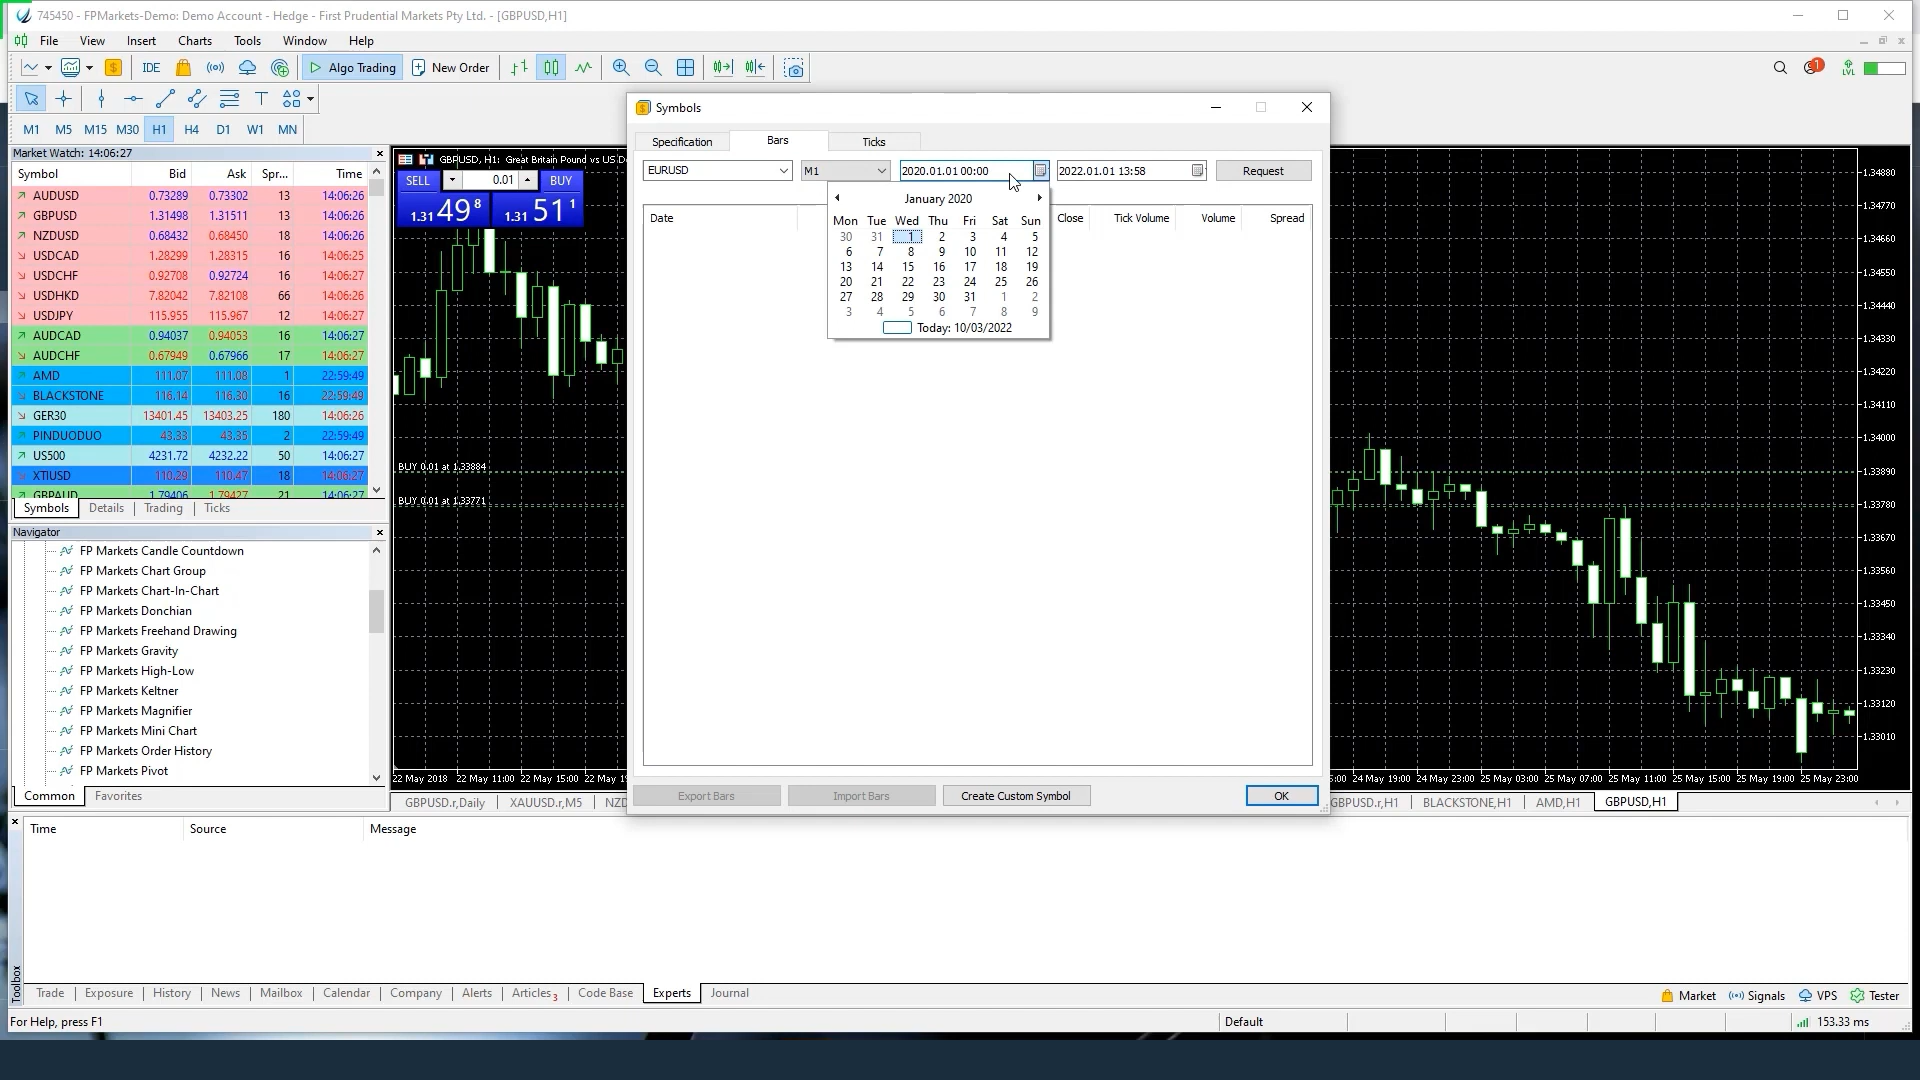 745450 - FPMarkets-Demo: Demo Account - Hedge - First Prudential Markets Pty Ltd. - [GBPUSD,H1]
File View Insert Charts Tools Window Help
IDE Algo Trading New Order 1 LVL
M1 M5 M15 M30 H1 H4 D1 W1 MN
Market Watch: 14:06:27
Symbol Bid Ask Spr... Time
AUDUSD 0.73289 0.73302 13 14:06:26
GBPUSD 1.31498 1.31511 13 14:06:26
NZDUSD 0.68432 0.68450 18 14:06:26
USDCAD 1.28299 1.28315 16 14:06:25
USDCHF 0.92708 0.92724 16 14:06:27
USDHKD 7.82042 7.82108 66 14:06:26
USDJPY 115.955 115.967 12 14:06:27
AUDCAD 0.94037 0.94053 16 14:06:27
AUDCHF 0.67949 0.67966 17 14:06:27
AMD 111.07 111.08 1 22:59:49
BLACKSTONE 116.14 116.30 16 22:59:49
GER30 13401.45 13403.25 180 14:06:26
PINDUODUO 43.33 43.35 2 22:59:49
US500 4231.72 4232.22 50 14:06:27
XTIUSD 110.29 110.47 18 14:06:27
GBPAUD 1.79406 1.79427 21 14:06:27
Symbols Details Trading Ticks
Navigator
FP Markets Candle Countdown
FP Markets Chart Group
FP Markets Chart-In-Chart
FP Markets Donchian
FP Markets Freehand Drawing
FP Markets Gravity
FP Markets High-Low
FP Markets Keltner
FP Markets Magnifier
FP Markets Mini Chart
FP Markets Order History
FP Markets Pivot
Common Favorites
GBPUSD, H1: Great Britain Pound vs US D
SELL 0.01 BUY
1.31 49 8 1.31 51 1
BUY 0.01 at 1.33884
BUY 0.01 at 1.33771
22 May 2018 22 May 11:00 22 May 15:00 22 May 19
Symbols
Specification Bars Ticks
EURUSD M1 2020.01.01 00:00 2022.01.01 13:58 Request
Date Close Tick Volume Volume Spread
January 2020
Mon Tue Wed Thu Fri Sat Sun
30 31 1 2 3 4 5
6 7 8 9 10 11 12
13 14 15 16 17 18 19
20 21 22 23 24 25 26
27 28 29 30 31 1 2
3 4 5 6 7 8 9
Today: 10/03/2022
Export Bars Import Bars Create Custom Symbol OK
1.34880
1.34770
1.34660
1.34550
1.34440
1.34330
1.34220
1.34110
1.34000
1.33890
1.33780
1.33670
1.33560
1.33450
1.33340
1.33230
1.33120
1.33010
5:00 24 May 19:00 24 May 23:00 25 May 03:00 25 May 07:00 25 May 11:00 25 May 15:00 25 May 19:00 25 May 23:00
GBPUSD.r,Daily XAUUSD.r,M5 NZD GBPUSD.r,H1 BLACKSTONE,H1 AMD,H1 GBPUSD,H1
Time Source Message
Toolbox
Trade Exposure History News Mailbox Calendar Company Alerts Articles 3 Code Base Experts Journal
Market Signals VPS Tester
For Help, press F1 Default 153.33 ms